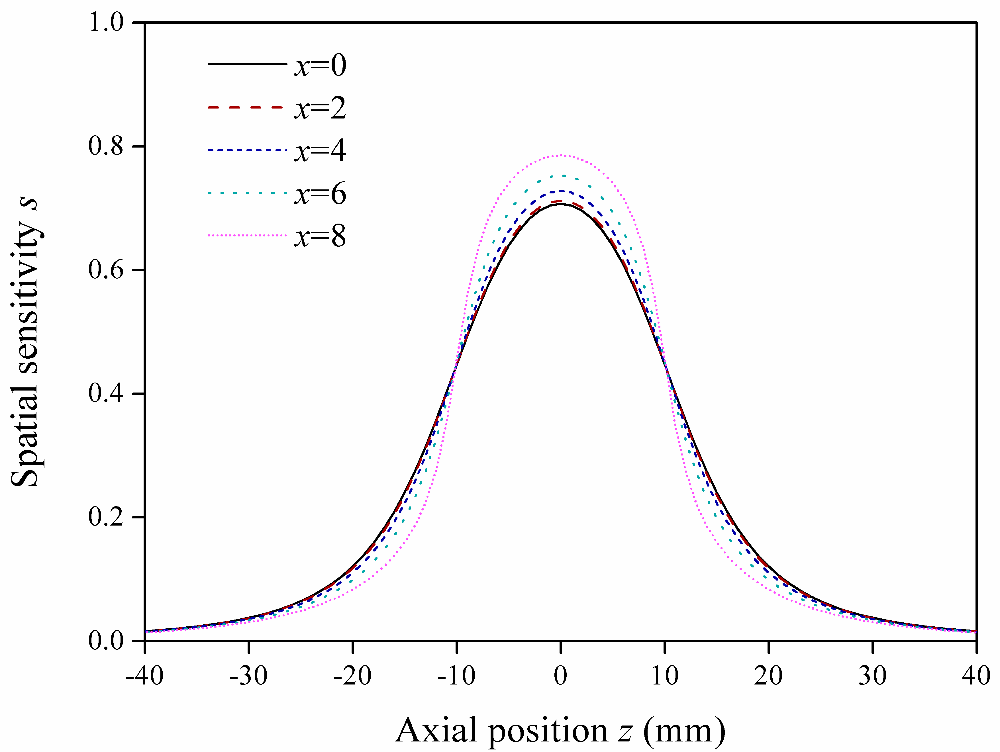 1.0
0.8
0.6
0.4
0.2
0.0
x=0
x=2
x=4
x=6
x=8
Spatial sensitivity s
-40 -30 -20 -10 0 10 20 30 40
Axial position z (mm)